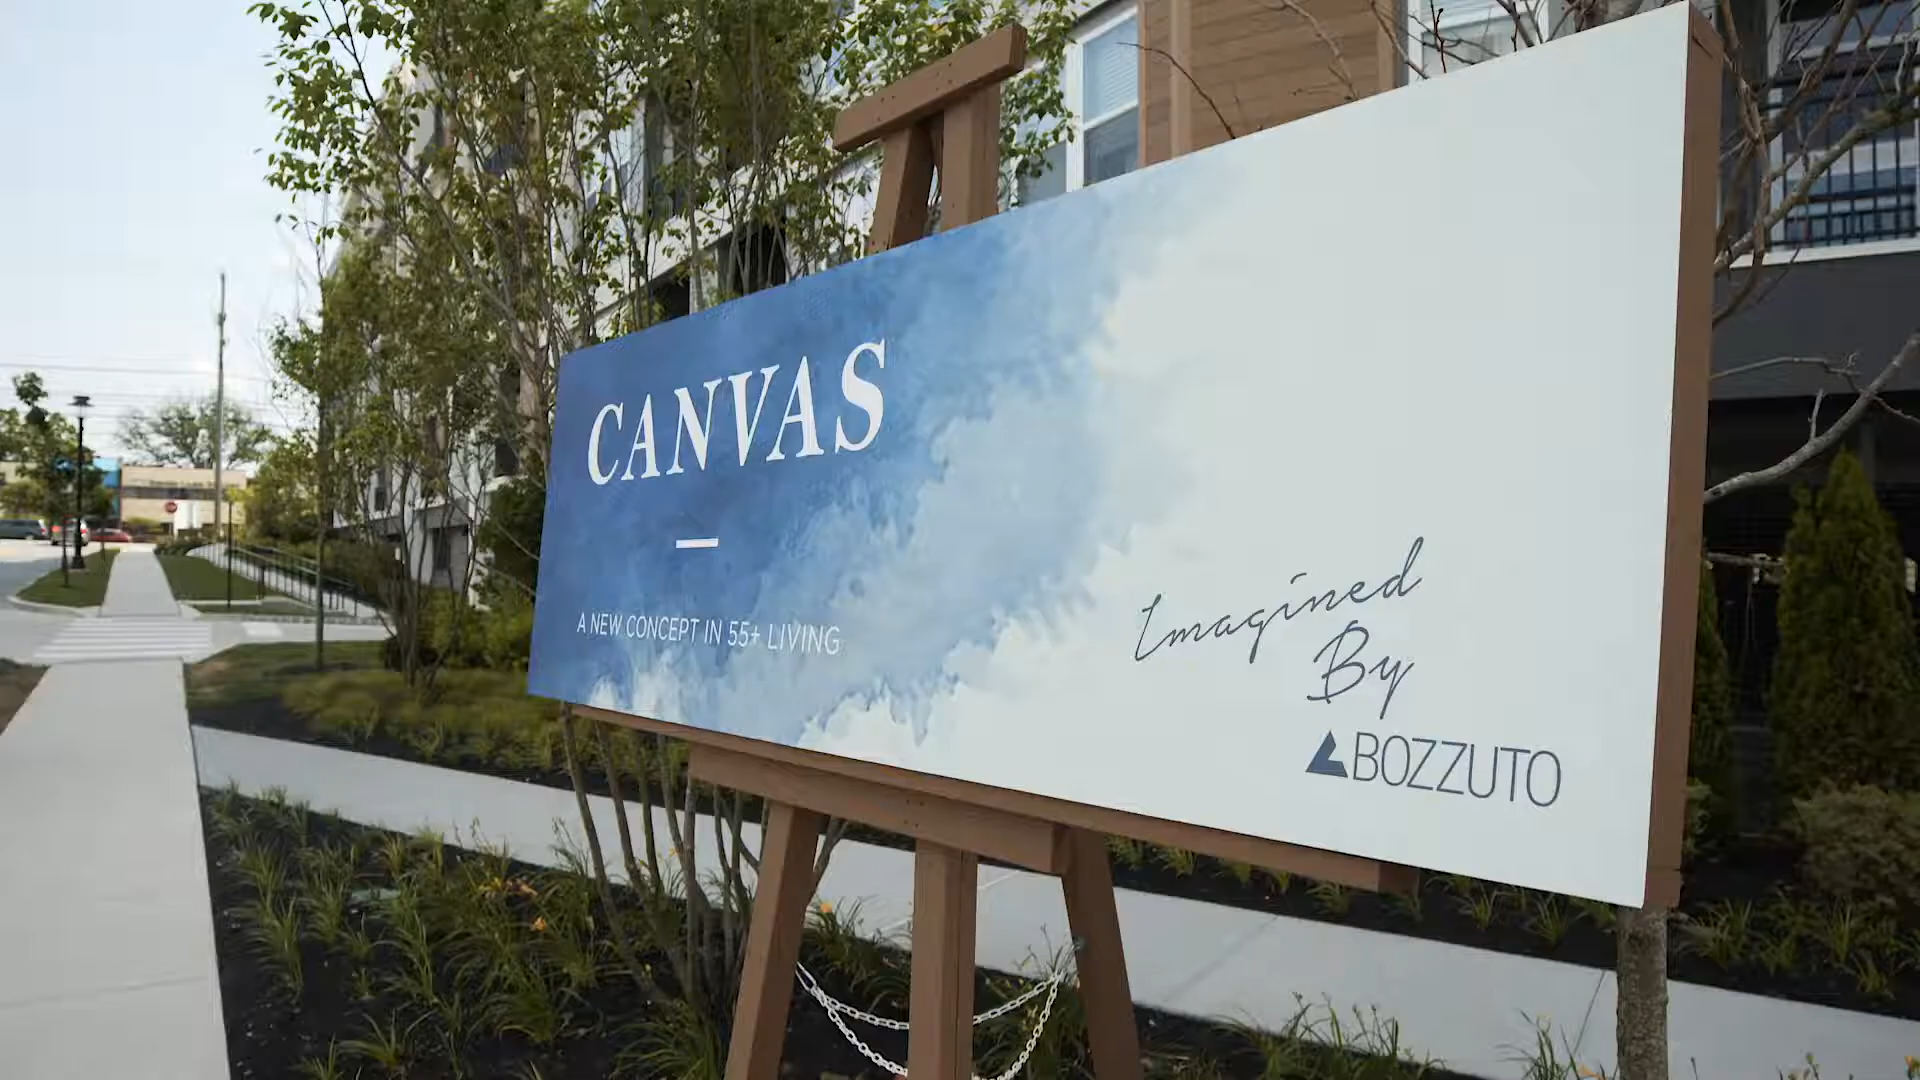 CANVAS
A NEW CONCEPT IN 55+ LIVING
Imagined
By
BOZZUTO